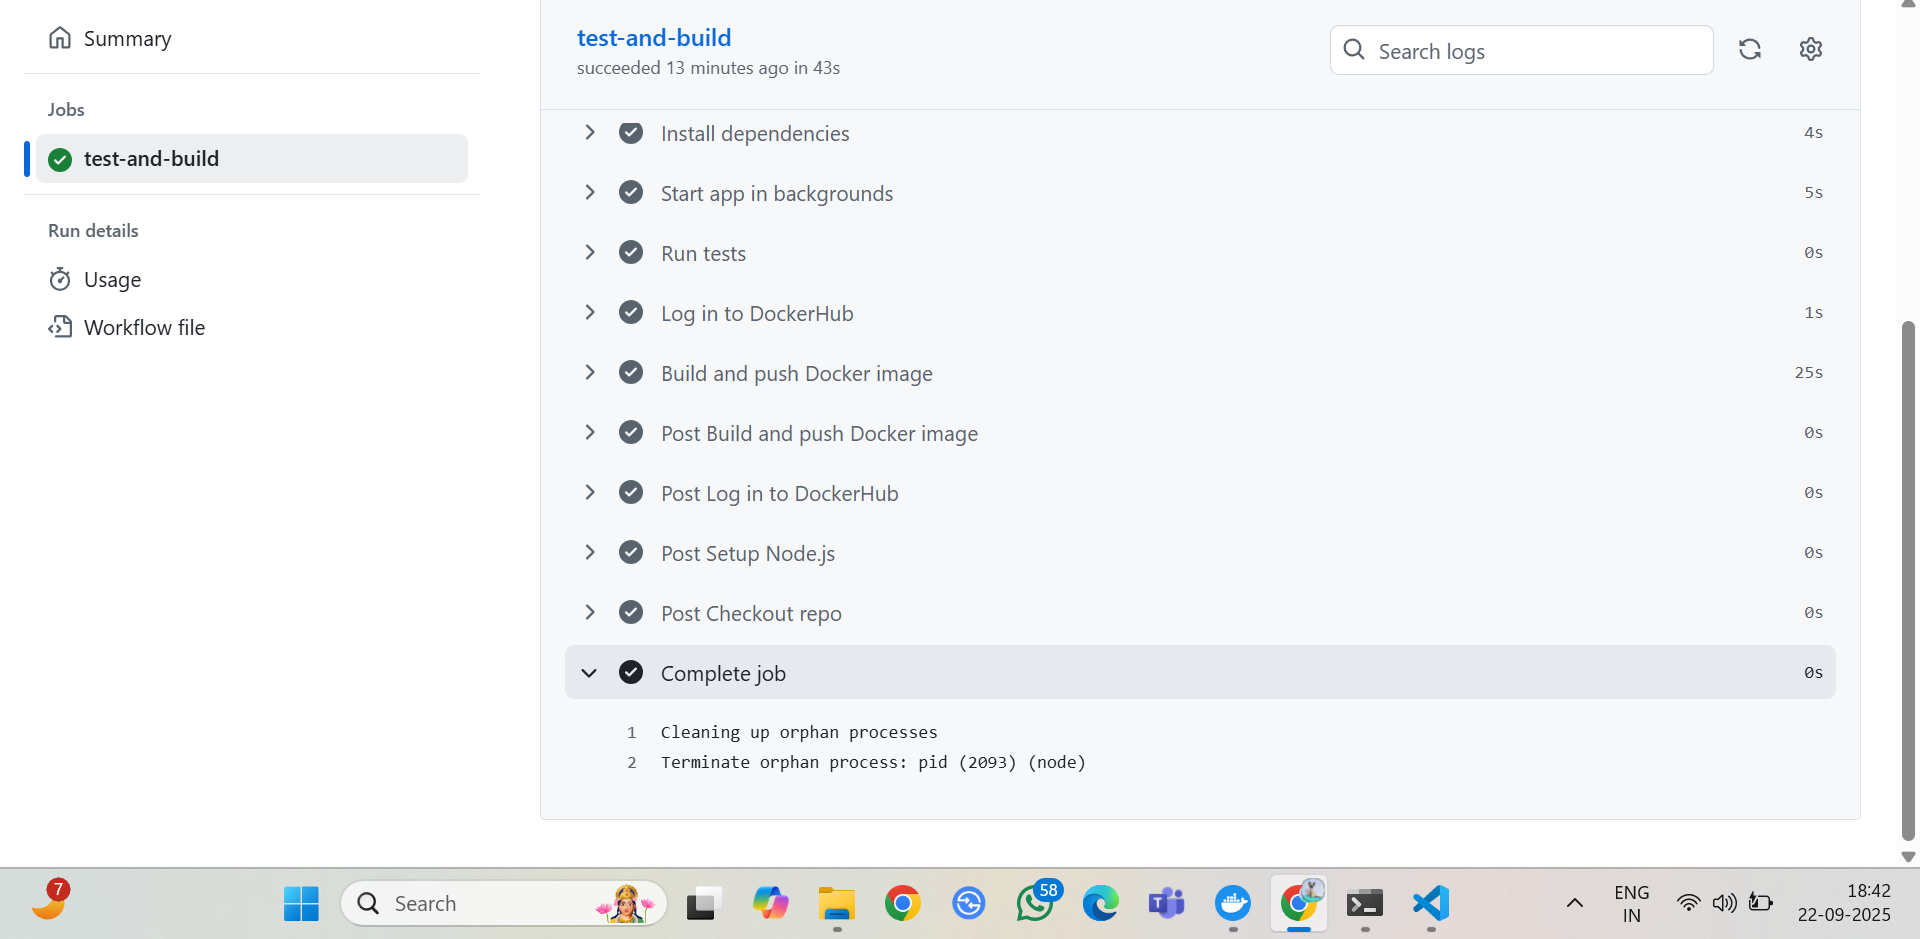 Summary
Jobs
test-and-build
Run details
Usage
Workflow file
test-and-build
succeeded 13 minutes ago in 43s
Search logs
Install dependencies 4s
Start app in backgrounds 5s
Run tests 0s
Log in to DockerHub 1s
Build and push Docker image 25s
Post Build and push Docker image 0s
Post Log in to DockerHub 0s
Post Setup Node.js 0s
Post Checkout repo 0s
Complete job 0s
1 Cleaning up orphan processes
2 Terminate orphan process: pid (2093) (node)
7
Search
58
T
ENG
IN
18:42
22-09-2025